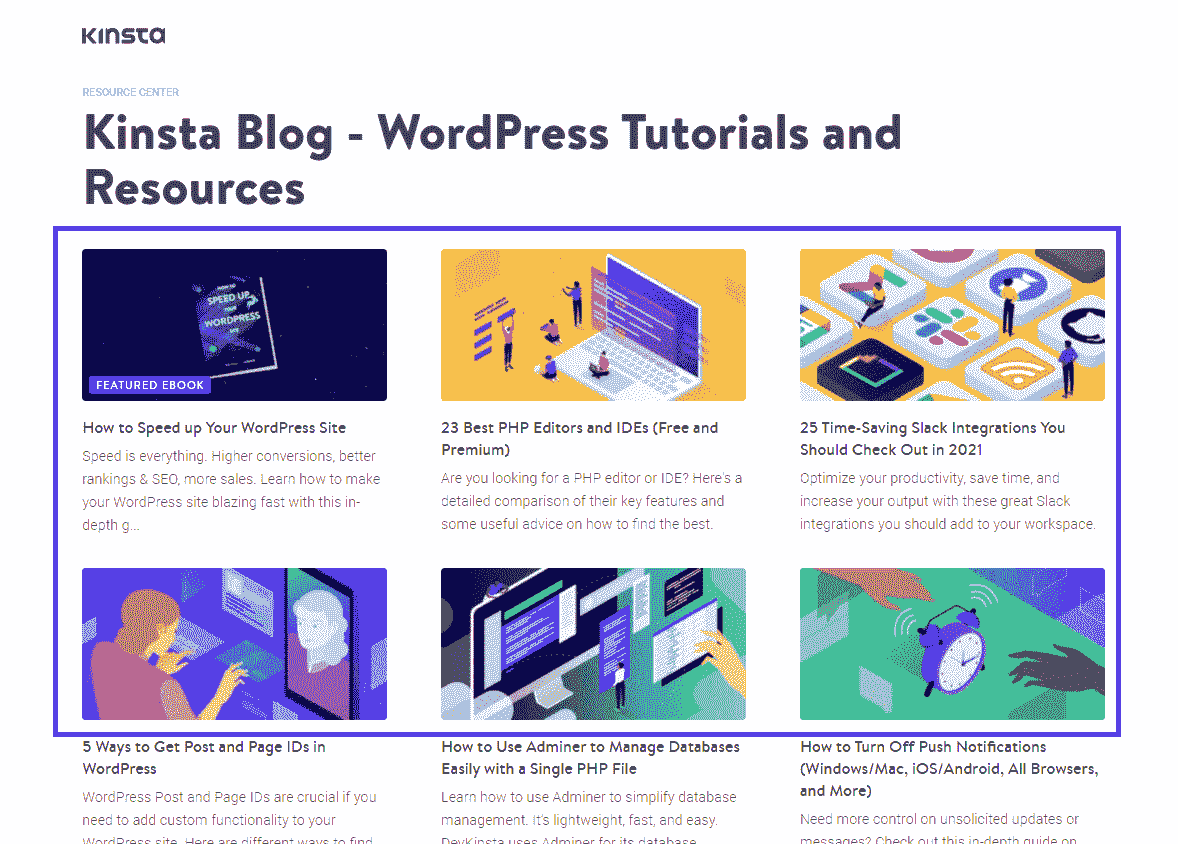 KINSTA
RESOURCE CENTER
Kinsta Blog - WordPress Tutorials and
Resources
SPEED UP
WORDPRESS
FEATURED EBOOK
How to Speed up Your WordPress Site
Speed is everything. Higher conversions, better
rankings & SEO, more sales. Learn how to make
your WordPress site blazing fast with this in-
depth g...
23 Best PHP Editors and IDEs (Free and
Premium)
Are you looking for a PHP editor or IDE? Here's a
detailed comparison of their key features and
some useful advice on how to find the best.
25 Time-Saving Slack Integrations You
Should Check Out in 2021
Optimize your productivity, save time, and
increase your output with these great Slack
integrations you should add to your workspace.
5 Ways to Get Post and Page IDs in
WordPress
WordPress Post and Page IDs are crucial if you
need to add custom functionality to your
WordPress site. Here are different ways to find
How to Use Adminer to Manage Databases
Easily with a Single PHP File
Learn how to use Adminer to simplify database
management. It's lightweight, fast, and easy.
DevKinsta uses Adminer for its database
How to Turn Off Push Notifications
(Windows/Mac, iOS/Android, All Browsers,
and More)
Need more control on unsolicited updates or
messages? Check out this in-depth guide on